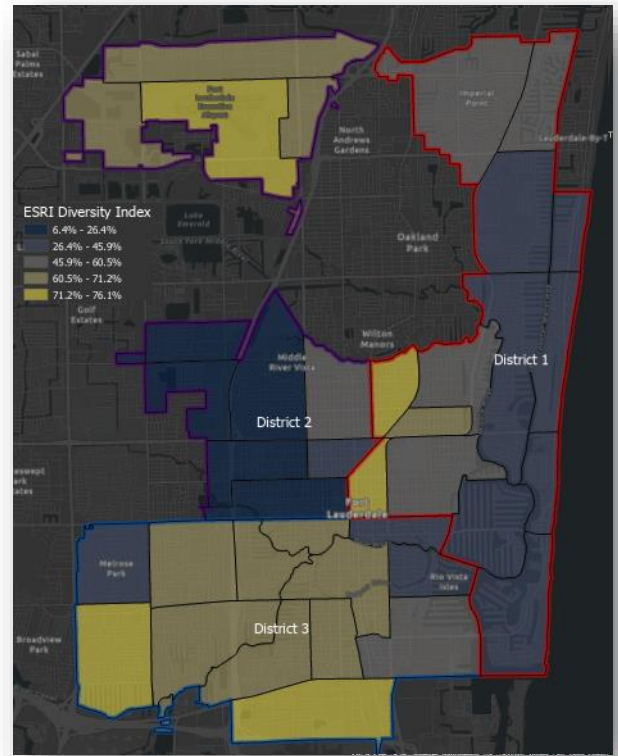 Sabal
Palms
Estates
Fort
Lauderdale
Executive
Airport
Imperial
Point
North
Andrews
Gardens
Lauderdale-By-T
ESRI Diversity Index
6.4% - 26.4%
26.4% - 45.9%
45.9% - 60.5%
60.5% - 71.2%
71.2% - 76.1%
Lake
Emerald
Oakland
Park
Golf
Estates
Wilton
Manors
Middle
River Vista
District 1
District 2
Fort
Lauderdale
Melrose
Park
Rio Vista
Isles
District 3
Broadview
Park